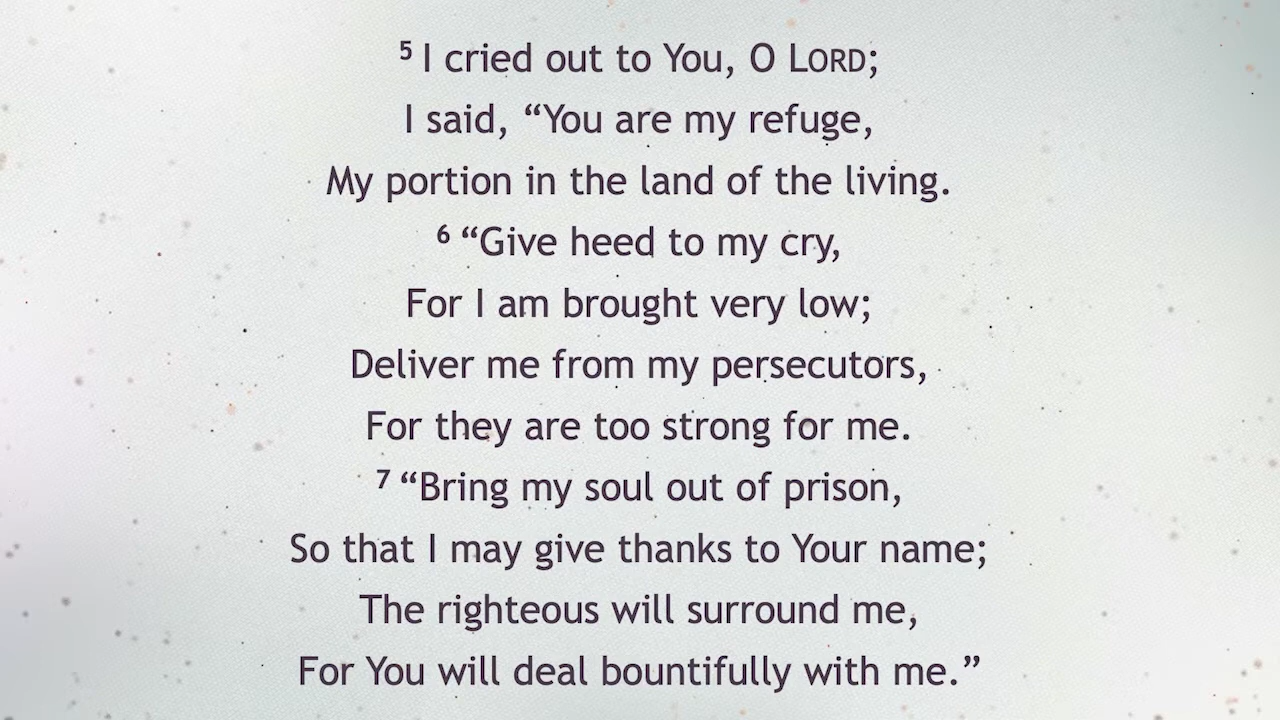 5 I cried out to You, O LORD;
I said, “You are my refuge,
My portion in the land of the living.
6 “Give heed to my cry,
For I am brought very low;
Deliver me from my persecutors,
For they are too strong for me.
7 “Bring my soul out of prison,
So that I may give thanks to Your name;
The righteous will surround me,
For You will deal bountifully with me.”